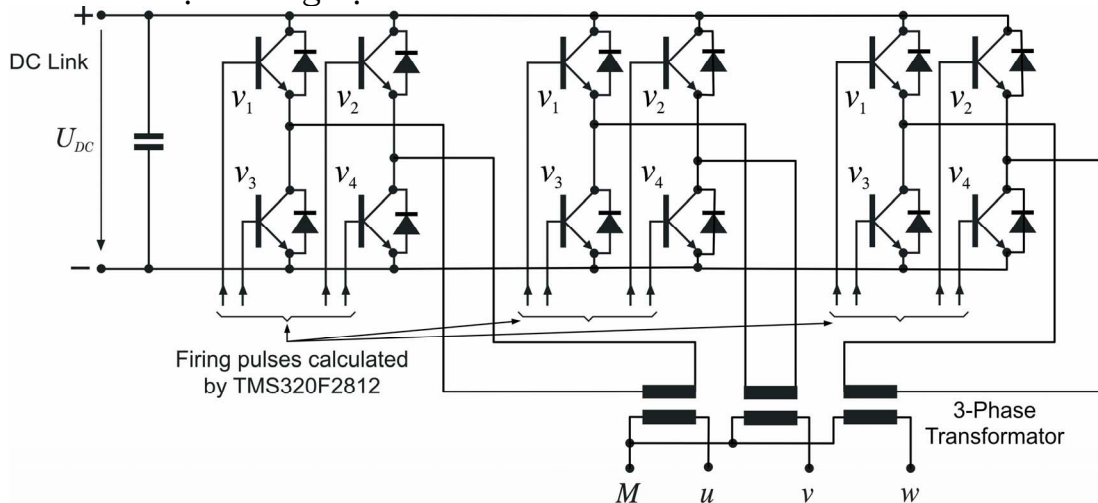 +
DC Link
U_DC
−
v₁
v₂
v₃
v₄
v₁
v₂
v₃
v₄
v₁
v₂
v₃
v₄
Firing pulses calculated
by TMS320F2812
3-Phase
Transformator
M u v w